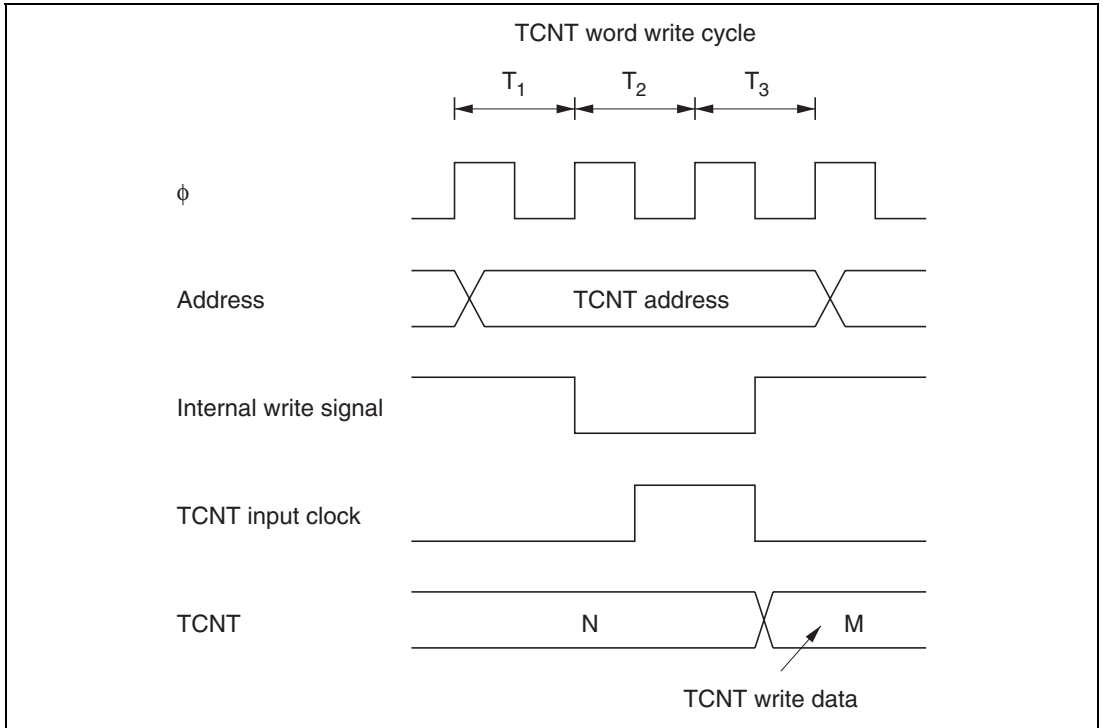 TCNT word write cycle
T1 T2 T3
φ
Address TCNT address
Internal write signal
TCNT input clock
TCNT N M
TCNT write data